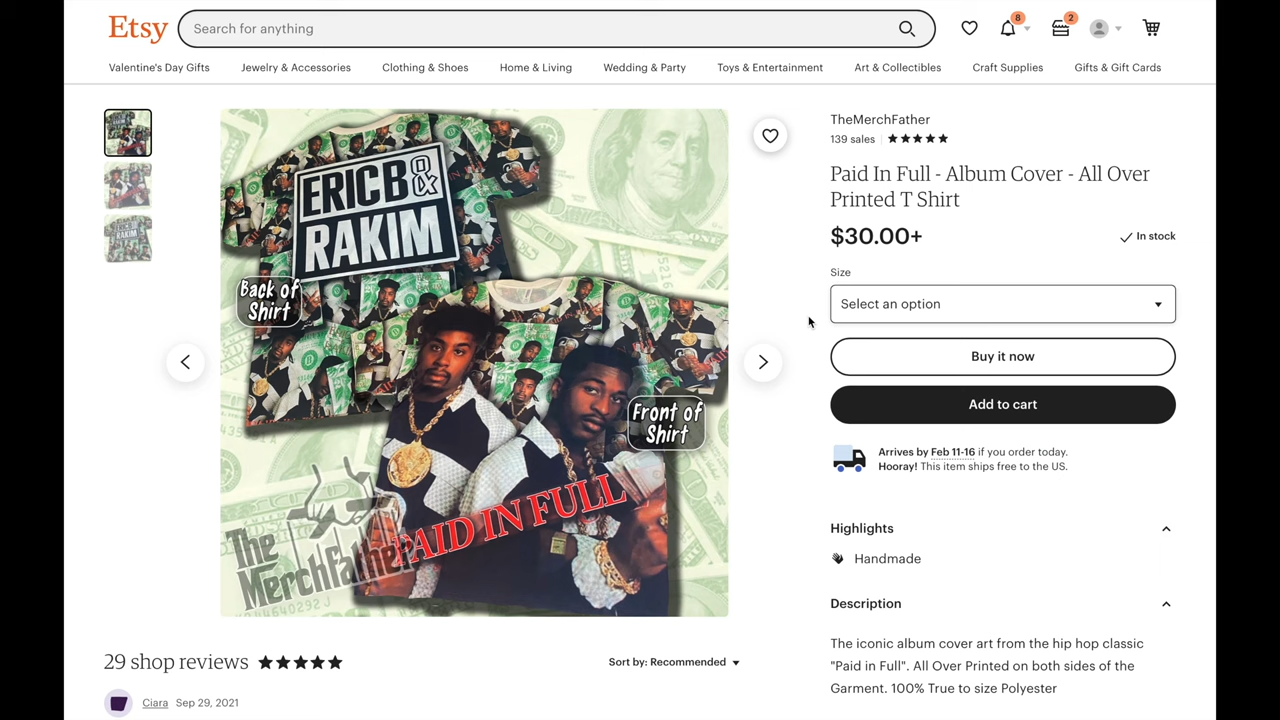 Etsy
Search for anything
8
2
Valentine's Day Gifts
Jewelry & Accessories
Clothing & Shoes
Home & Living
Wedding & Party
Toys & Entertainment
Art & Collectibles
Craft Supplies
Gifts & Gift Cards
ERIC B &
RAKIM
Back of
Shirt
Front of
Shirt
PAID IN FULL
The
MerchFather
TheMerchFather
139 sales
Paid In Full - Album Cover - All Over
Printed T Shirt
$30.00+
In stock
Size
Select an option
Buy it now
Add to cart
Arrives by Feb 11-16 if you order today.
Hooray! This item ships free to the US.
Highlights
Handmade
Description
The iconic album cover art from the hip hop classic
"Paid in Full". All Over Printed on both sides of the
Garment. 100% True to size Polyester
29 shop reviews
Sort by: Recommended
Ciara Sep 29, 2021